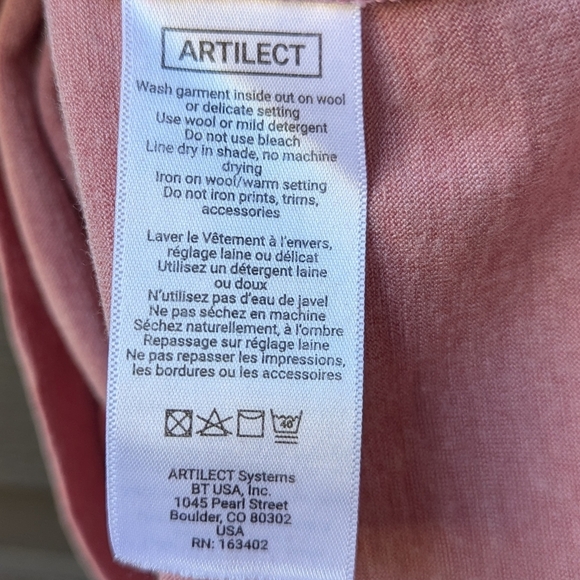 ARTILECT
Wash garment inside out on wool
or delicate setting
Use wool or mild detergent
Do not use bleach
Line dry in shade, no machine
drying
Iron on wool/warm setting
Do not iron prints, trims,
accessories
Laver le Vêtement à l'envers,
réglage laine ou délicat
Utilisez un détergent laine
ou doux
N'utilisez pas d'eau de javel
Ne pas séchez en machine
Séchez naturellement, à l'ombre
Repassage sur réglage laine
Ne pas repasser les impressions,
les bordures ou les accessoires
40°
ARTILECT Systems
BT USA, Inc.
1045 Pearl Street
Boulder, CO 80302
USA
RN: 163402